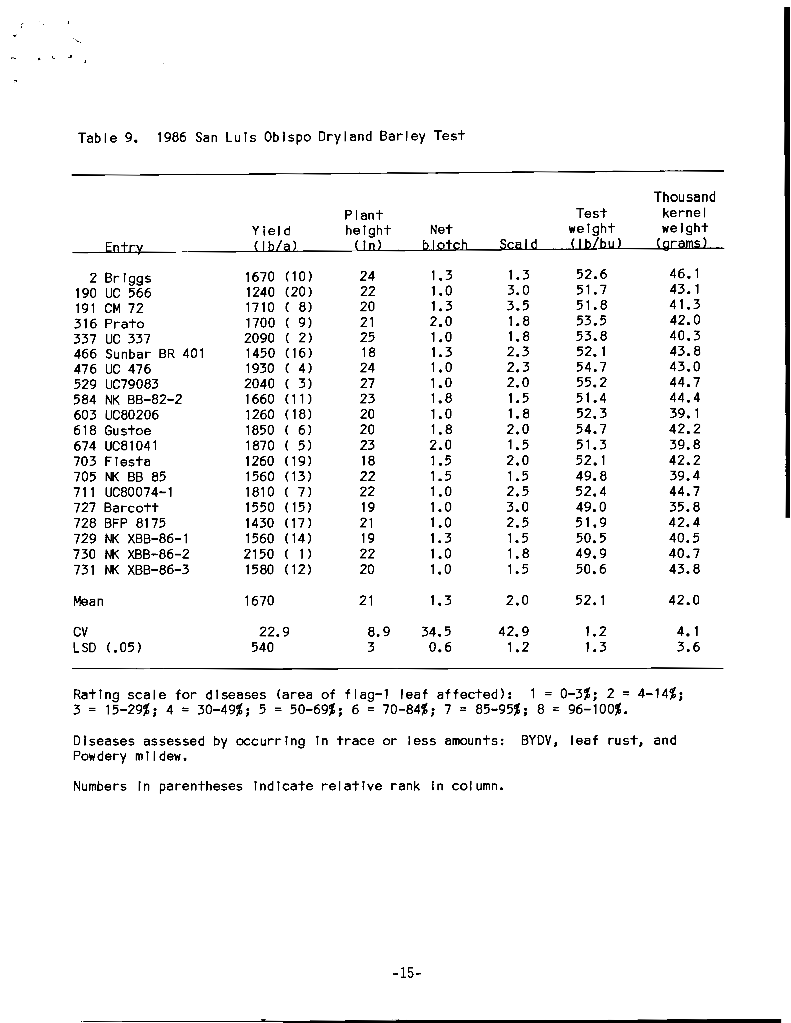 Table 9. 1986 San Luis Obispo Dryland Barley Test
Thousand
Plant Test kernel
Yield height Net weight weight
Entry (lb/a) (in) blotch Scald (lb/bu) (grams)
2 Briggs 1670 (10) 24 1.3 1.3 52.6 46.1
190 UC 566 1240 (20) 22 1.0 3.0 51.7 43.1
191 CM 72 1710 ( 8) 20 1.3 3.5 51.8 41.3
316 Prato 1700 ( 9) 21 2.0 1.8 53.5 42.0
337 UC 337 2090 ( 2) 25 1.0 1.8 53.8 40.3
466 Sunbar BR 401 1450 (16) 18 1.3 2.3 52.1 43.8
476 UC 476 1930 ( 4) 24 1.0 2.3 54.7 43.0
529 UC79083 2040 ( 3) 27 1.0 2.0 55.2 44.7
584 NK BB-82-2 1660 (11) 23 1.8 1.5 51.4 44.4
603 UC80206 1260 (18) 20 1.0 1.8 52.3 39.1
618 Gustoe 1850 ( 6) 20 1.8 2.0 54.7 42.2
674 UC81041 1870 ( 5) 23 2.0 1.5 51.3 39.8
703 Fiesta 1260 (19) 18 1.5 2.0 52.1 42.2
705 NK BB 85 1560 (13) 22 1.5 1.5 49.8 39.4
711 UC80074-1 1810 ( 7) 22 1.0 2.5 52.4 44.7
727 Barcott 1550 (15) 19 1.0 3.0 49.0 35.8
728 BFP 8175 1430 (17) 21 1.0 2.5 51.9 42.4
729 NK XBB-86-1 1560 (14) 19 1.3 1.5 50.5 40.5
730 NK XBB-86-2 2150 ( 1) 22 1.0 1.8 49.9 40.7
731 NK XBB-86-3 1580 (12) 20 1.0 1.5 50.6 43.8
Mean 1670 21 1.3 2.0 52.1 42.0
CV 22.9 8.9 34.5 42.9 1.2 4.1
LSD (.05) 540 3 0.6 1.2 1.3 3.6
Rating scale for diseases (area of flag-1 leaf affected): 1 = 0-3%; 2 = 4-14%;
3 = 15-29%; 4 = 30-49%; 5 = 50-69%; 6 = 70-84%; 7 = 85-95%; 8 = 96-100%.
Diseases assessed by occurring in trace or less amounts: BYDV, leaf rust, and
Powdery mildew.
Numbers in parentheses indicate relative rank in column.
-15-